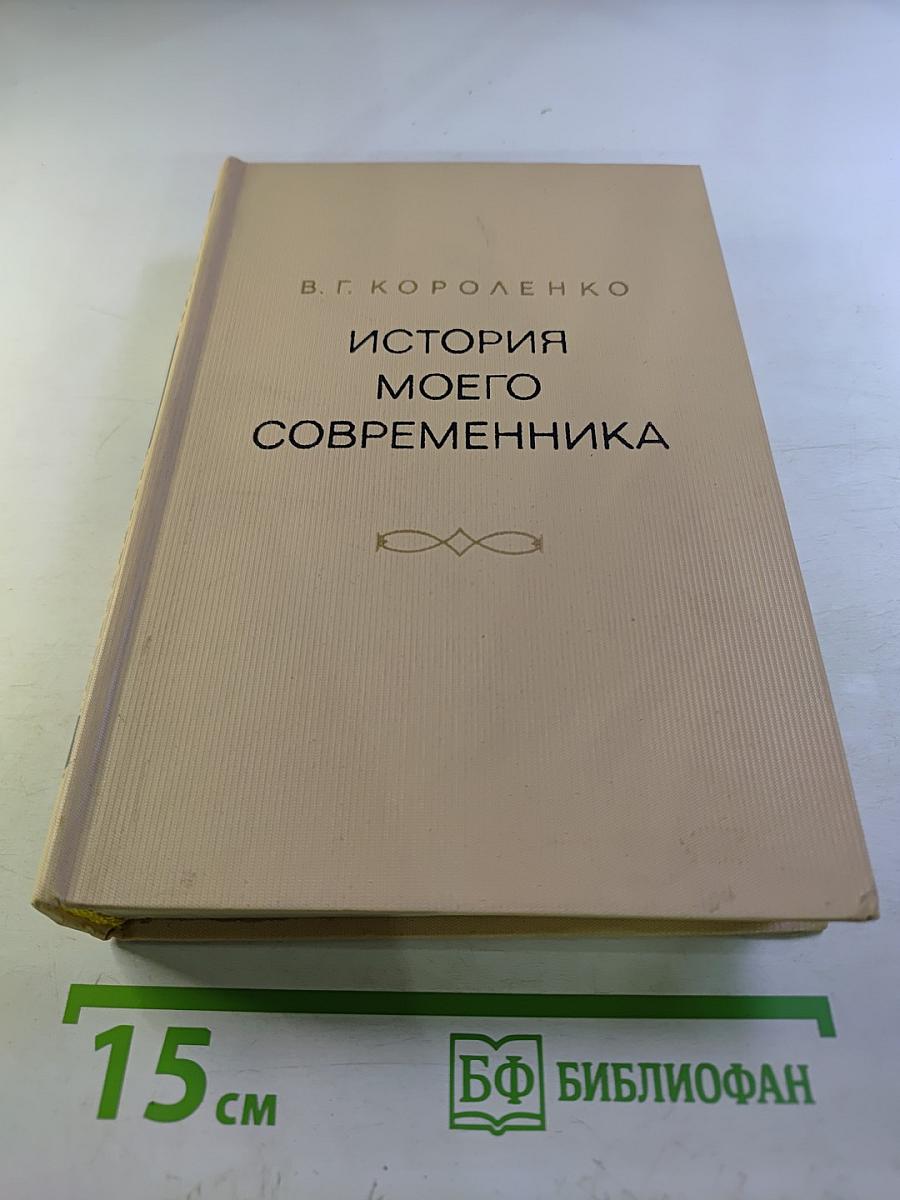 В. Г. КОРОЛЕНКО
ИСТОРИЯ
МОЕГО
СОВРЕМЕННИКА
15 см
БФ БИБЛИОФАН